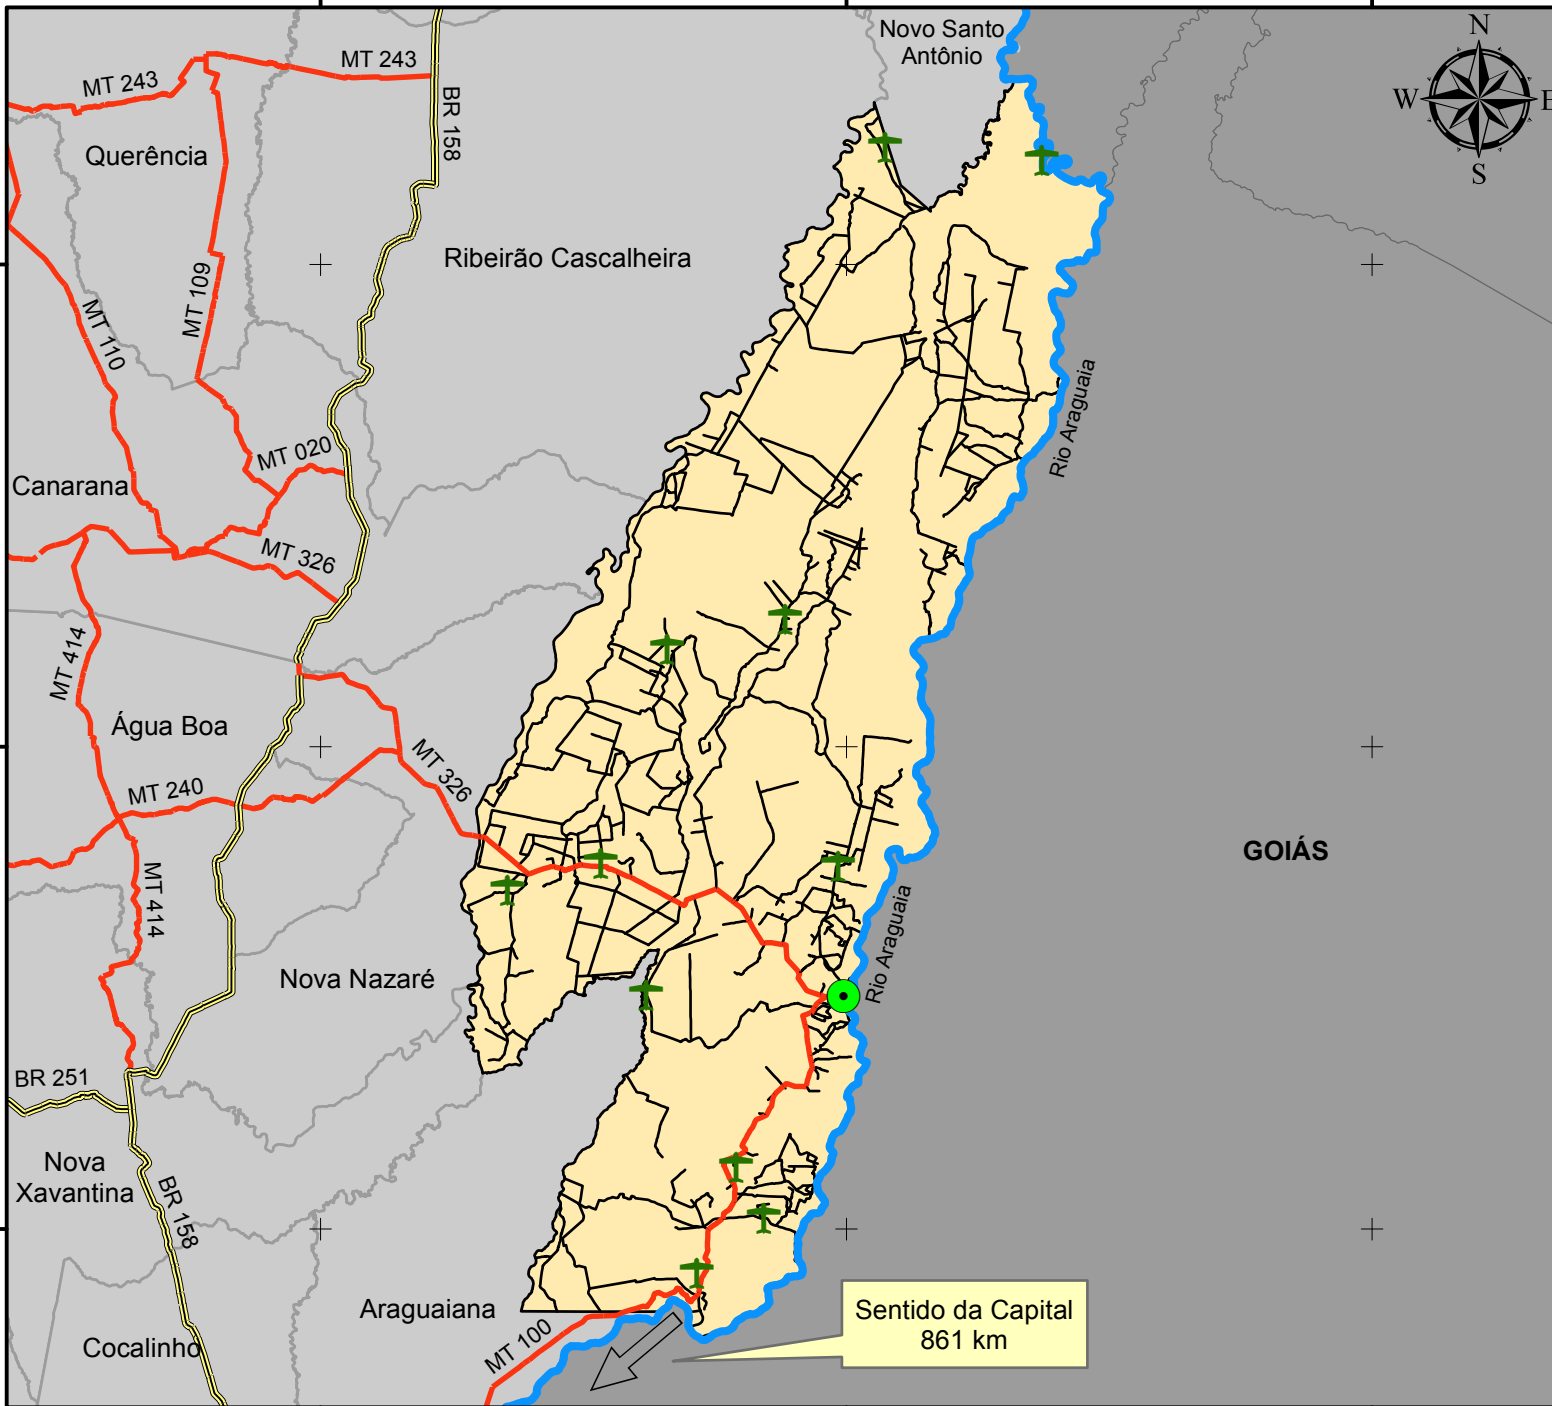 Novo Santo
Antônio
N
MT 243
MT 243
BR 158
W
E
Querência
S
Ribeirão Cascalheira
MT 109
MT 110
Rio Araguaia
MT 020
Canarana
MT 326
MT 414
Água Boa
MT 326
MT 240
GOIÁS
MT 414
Rio Araguaia
Nova Nazaré
BR 251
Nova
Xavantina
BR 158
Araguaiana
Sentido da Capital
861 km
MT 100
Cocalinho